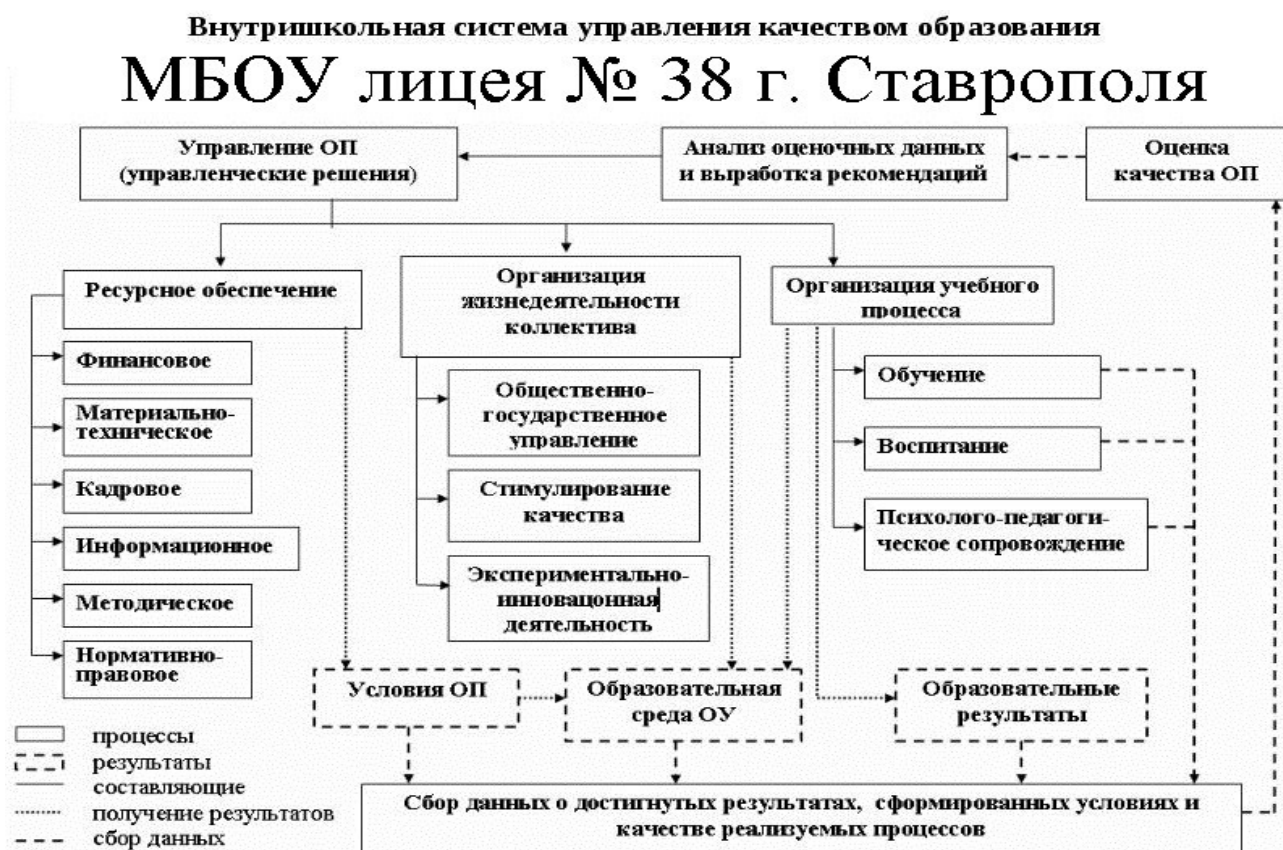 Внутришкольная система управления качеством образования
МБОУ лицея № 38 г. Ставрополя
Управление ОП
(управленческие решения)
Анализ оценочных данных
и выработка рекомендаций
Оценка
качества ОП
Ресурсное обеспечение
Финансовое
Материально-
техническое
Кадровое
Информационное
Методическое
Нормативно-
правовое
Организация
жизнедеятельности
коллектива
Общественно-
государственное
управление
Стимулирование
качества
Экспериментально-
инновацонная
деятельность
Организация учебного
процесса
Обучение
Воспитание
Психолого-педагоги-
ческое сопровождение
Условия ОП
Образовательная
среда ОУ
Образовательные
результаты
процессы
результаты
составляющие
получение результатов
сбор данных
Сбор данных о достигнутых результатах, сформированных условиях и
качестве реализуемых процессов